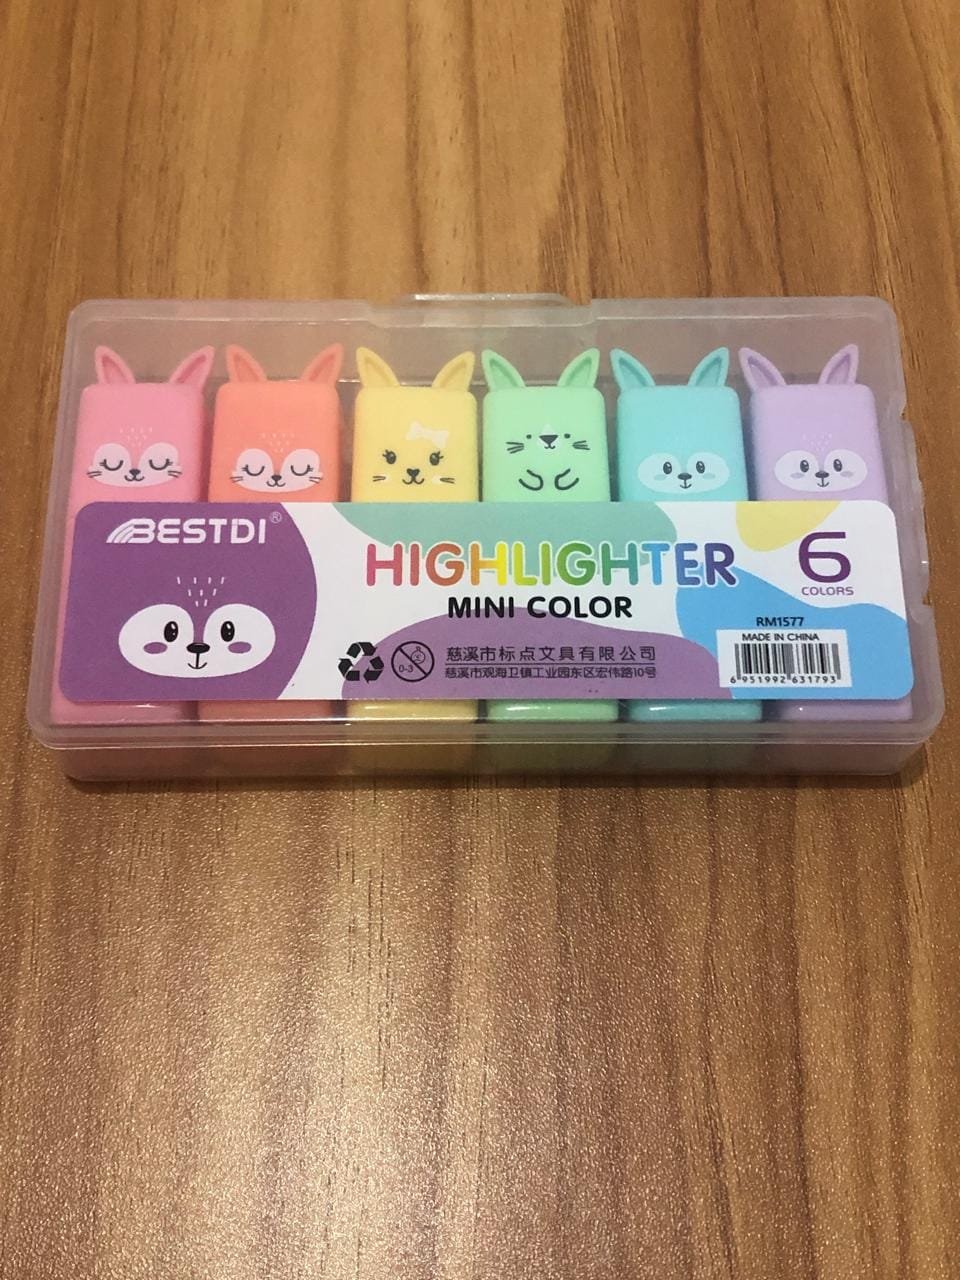 BESTDI®
HIGHLIGHTER
MINI COLOR
6
COLORS
RM1577
MADE IN CHINA
6 951992 631793
0-3
慈溪市标点文具有限公司
慈溪市观海卫镇工业园东区宏伟路10号